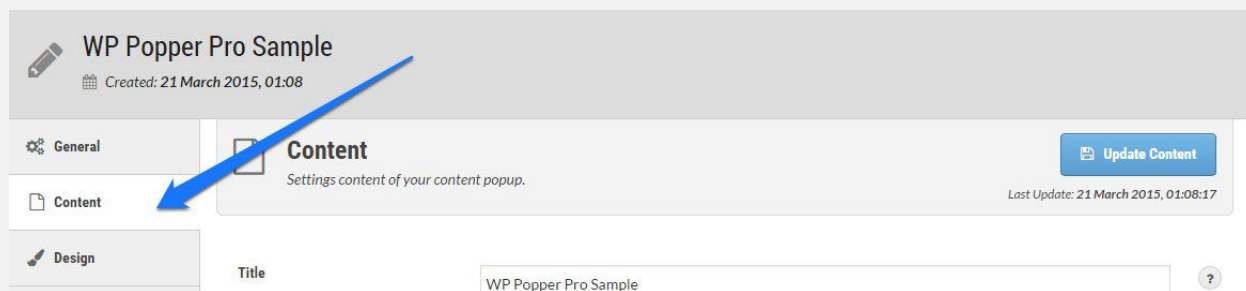 WP Popper Pro Sample
Created: 21 March 2015, 01:08
General
Content
Design
Content
Settings content of your content popup.
Update Content
Last Update: 21 March 2015, 01:08:17
Title
WP Popper Pro Sample
?